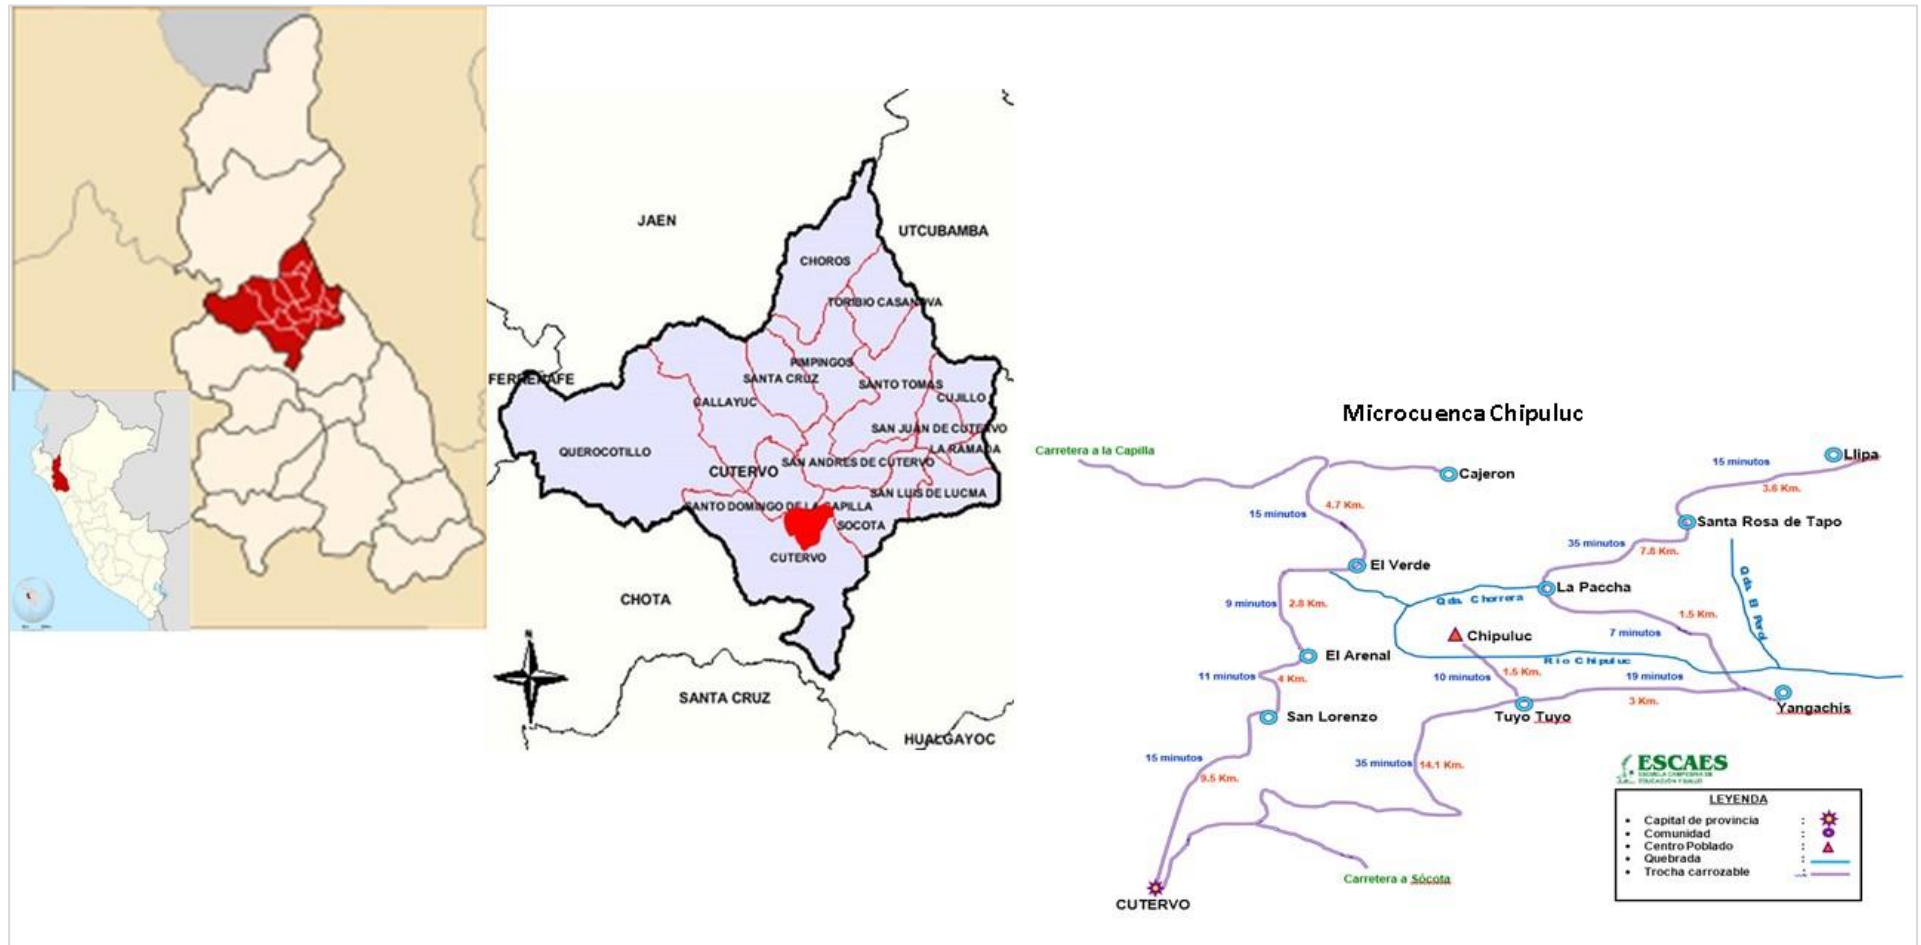 JAEN
UTCUBAMBA
CHOROS
TORIBIO CASANOVA
PIMPINGOS
SANTA CRUZ
SANTO TOMAS
FERREÑAFE
CALLAYUC
CUJILLO
SAN JUAN DE CUTERVO
QUEROCOTILLO
LA RAMADA
CUTERVO
SAN ANDRES DE CUTERVO
SAN LUIS DE LUCMA
SANTO DOMINGO DE LA CAPILLA
SOCOTA
CUTERVO
CHOTA
N
SANTA CRUZ
HUALGAYOC
Microcuenca Chipuluc
Carretera a la Capilla
Cajeron
15 minutos
4.7 Km.
El Verde
9 minutos
2.8 Km.
El Arenal
11 minutos
4 Km.
San Lorenzo
15 minutos
9.5 Km.
CUTERVO
Llipa
15 minutos
3.6 Km.
Santa Rosa de Tapo
35 minutos
7.8 Km.
La Paccha
Qda. Chorrera
1.5 Km.
7 minutos
Chipuluc
Rio Chipuluc
10 minutos
1.5 Km.
19 minutos
3 Km.
Tuyo Tuyo
Yangachis
35 minutos
14.1 Km.
Carretera a Sócota
ESCAES
ESCUELA CAMPESINA DE
EDUCACIÓN Y SALUD
LEYENDA
• Capital de provincia :
• Comunidad :
• Centro Poblado :
• Quebrada :
• Trocha carrozable :